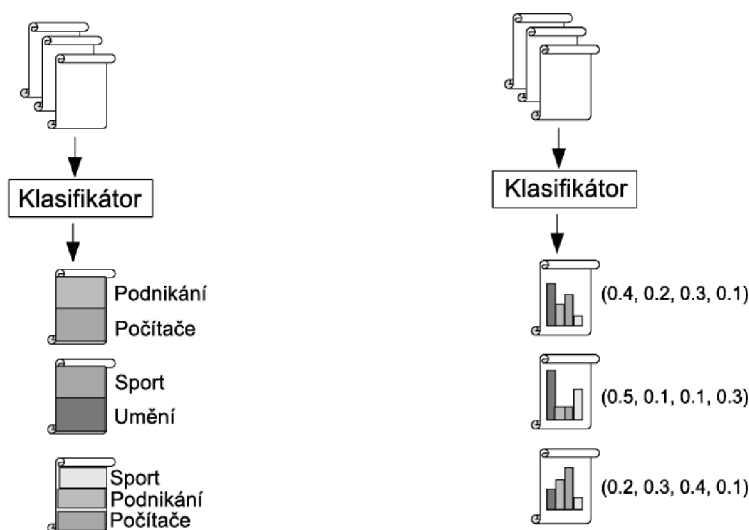 Klasifikátor
Podnikání
Počítače
Sport
Umění
Sport
Podnikání
Počítače
Klasifikátor
(0.4, 0.2, 0.3, 0.1)
(0.5, 0.1, 0.1, 0.3)
(0.2, 0.3, 0.4, 0.1)